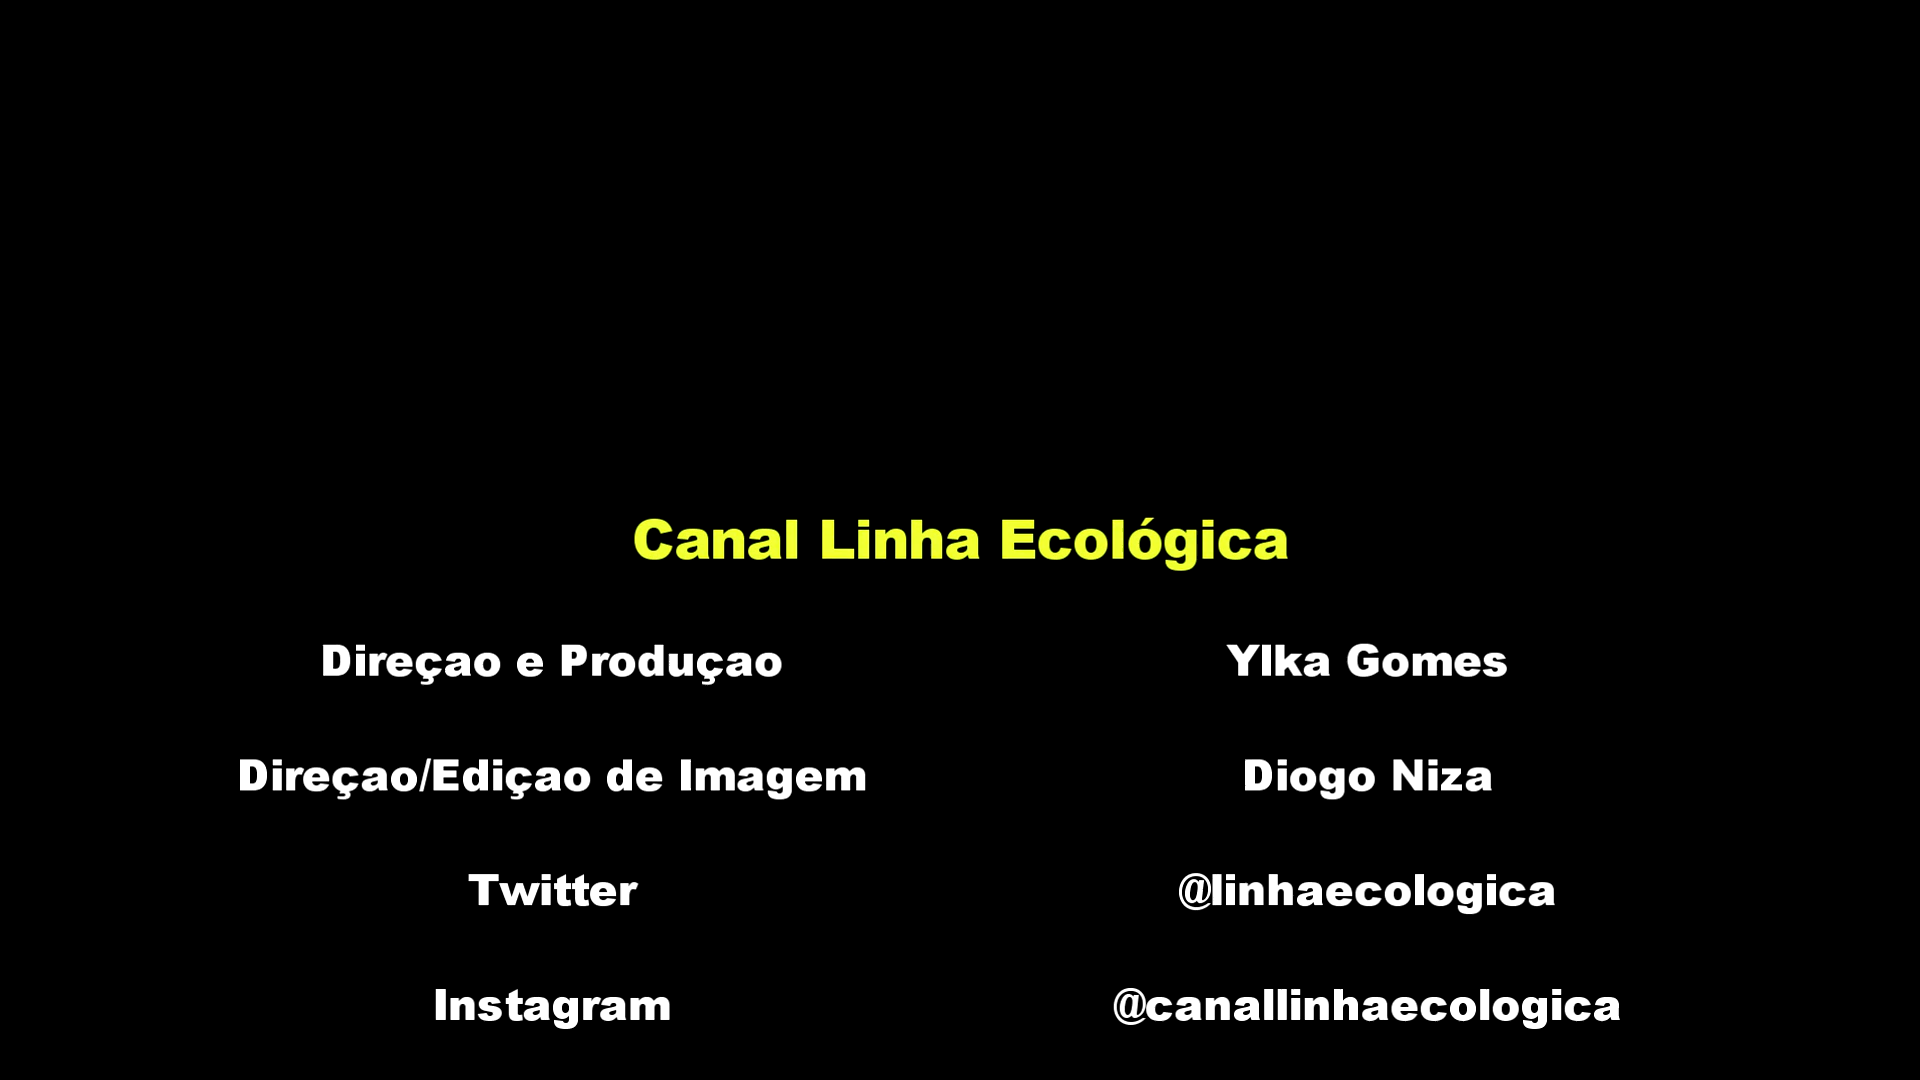 Canal Linha Ecológica
Direçao e Produçao Ylka Gomes
Direçao/Ediçao de Imagem Diogo Niza
Twitter @linhaecologica
Instagram @canallinhaecologica